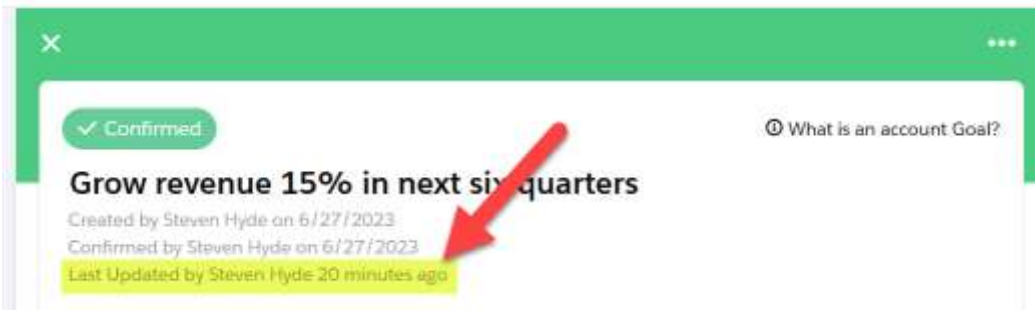 Confirmed
What is an account Goal?
Grow revenue 15% in next six quarters
Created by Steven Hyde on 6/27/2023
Confirmed by Steven Hyde on 6/27/2023
Last Updated by Steven Hyde 20 minutes ago